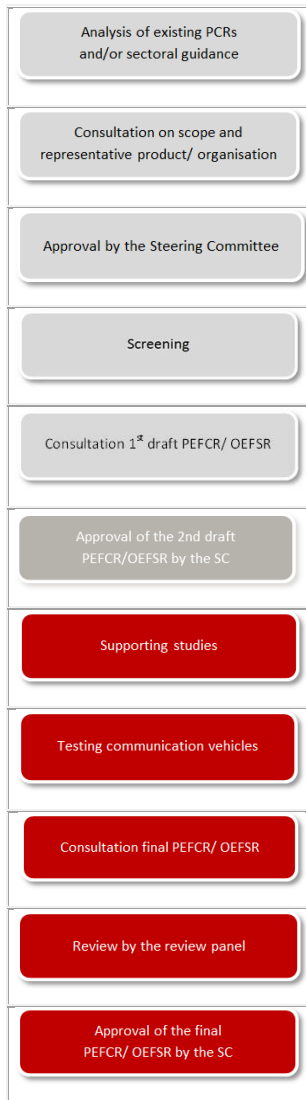 Analysis of existing PCRs
and/or sectoral guidance
Consultation on scope and
representative product/ organisation
Approval by the Steering Committee
Screening
Consultation 1st draft PEFCR/ OEFSR
Approval of the 2nd draft
PEFCR/OEFSR by the SC
Supporting studies
Testing communication vehicles
Consultation final PEFCR/ OEFSR
Review by the review panel
Approval of the final
PEFCR/ OEFSR by the SC